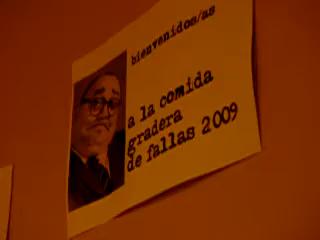 bienvenidos/as
a la comida
gradera
de fallas 2009